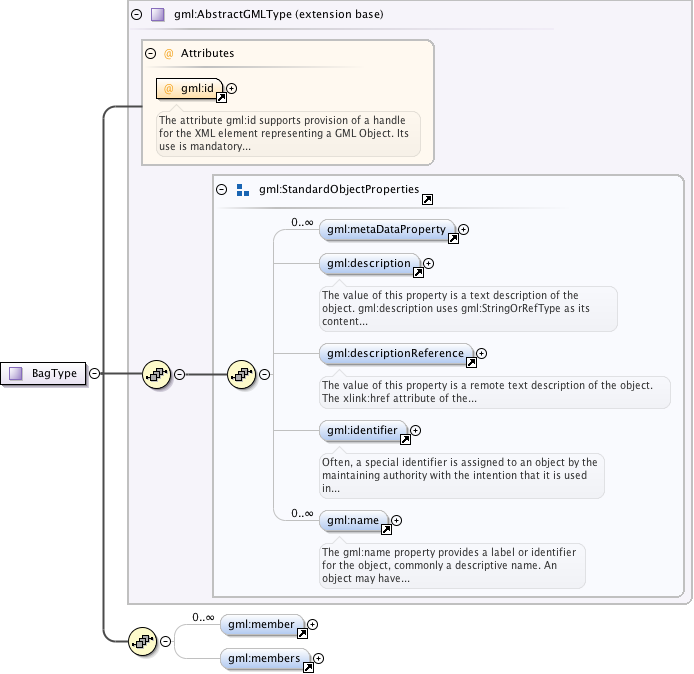 gml:AbstractGMLType (extension base)
@ Attributes
@ gml:id
The attribute gml:id supports provision of a handle
for the XML element representing a GML Object. Its
use is mandatory...
gml:StandardObjectProperties
0..∞
gml:metaDataProperty
gml:description
The value of this property is a text description of the
object. gml:description uses gml:StringOrRefType as its
content...
gml:descriptionReference
The value of this property is a remote text description of the object.
The xlink:href attribute of the...
BagType
gml:identifier
Often, a special identifier is assigned to an object by the
maintaining authority with the intention that it is used
in...
0..∞
gml:name
The gml:name property provides a label or identifier
for the object, commonly a descriptive name. An
object may have...
0..∞
gml:member
gml:members